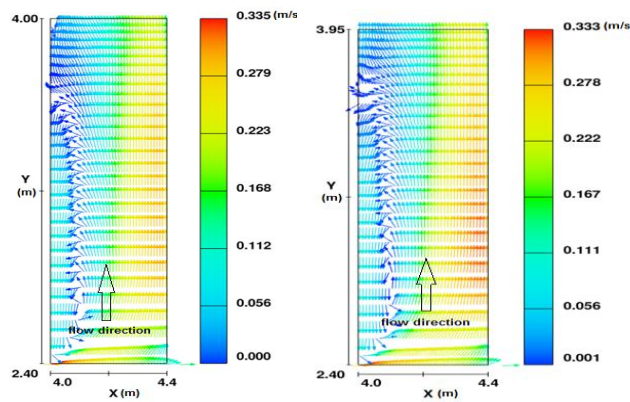 4.00
0.335 (m/s)
0.279
0.223
Y
(m)
0.168
0.112
0.056
flow direction
0.000
2.40
4.0
4.4
X (m)
3.95
0.333 (m/s)
0.278
0.222
Y
(m)
0.167
0.111
0.056
flow direction
0.001
2.40
4.0
4.4
X (m)